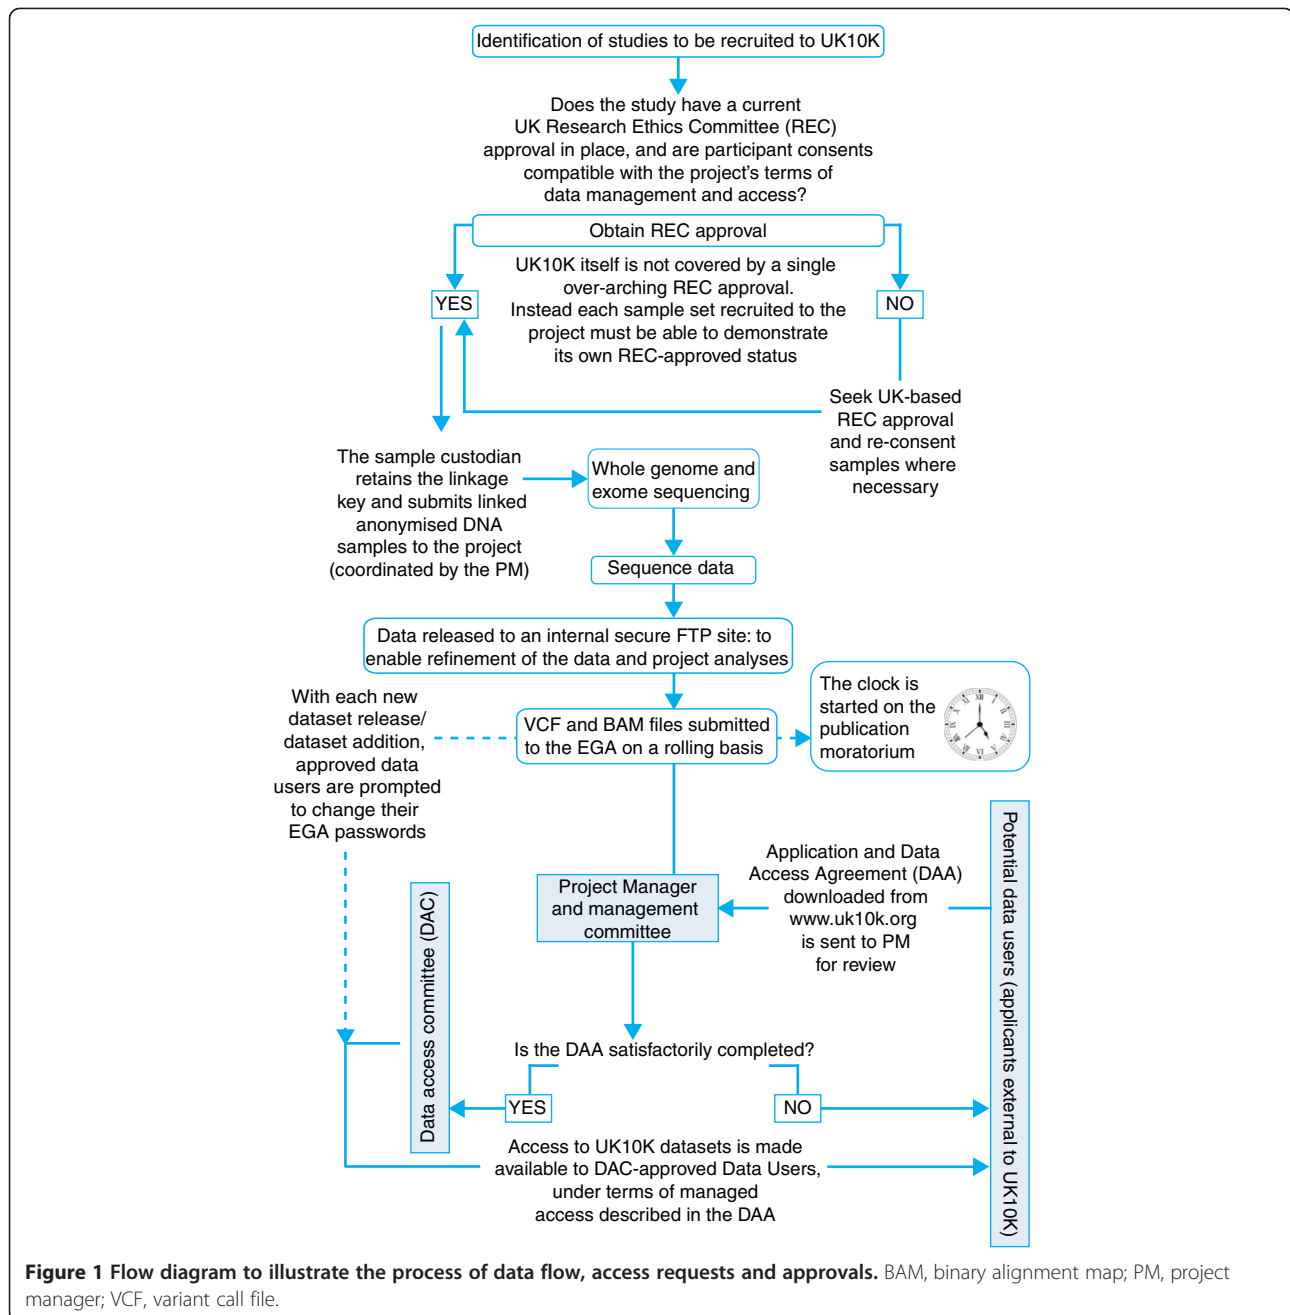 Identification of studies to be recruited to UK10K
Does the study have a current
UK Research Ethics Committee (REC)
approval in place, and are participant consents
compatible with the project's terms of
data management and access?
Obtain REC approval
UK10K itself is not covered by a single
over-arching REC approval.
Instead each sample set recruited to the
project must be able to demonstrate
its own REC-approved status
YES
NO
Seek UK-based
REC approval
and re-consent
samples where
necessary
The sample custodian
retains the linkage
key and submits linked
anonymised DNA
samples to the project
(coordinated by the PM)
Whole genome and
exome sequencing
Sequence data
Data released to an internal secure FTP site: to
enable refinement of the data and project analyses
With each new
dataset release/
dataset addition,
approved data
users are prompted
to change their
EGA passwords
VCF and BAM files submitted
to the EGA on a rolling basis
The clock is
started on the
publication
moratorium
Potential data users (applicants external to UK10K)
Application and Data
Access Agreement (DAA)
downloaded from
www.uk10k.org
is sent to PM
for review
Project Manager
and management
committee
Data access committee (DAC)
Is the DAA satisfactorily completed?
YES
NO
Access to UK10K datasets is made
available to DAC-approved Data Users,
under terms of managed
access described in the DAA
Figure 1 Flow diagram to illustrate the process of data flow, access requests and approvals. BAM, binary alignment map; PM, project
manager; VCF, variant call file.